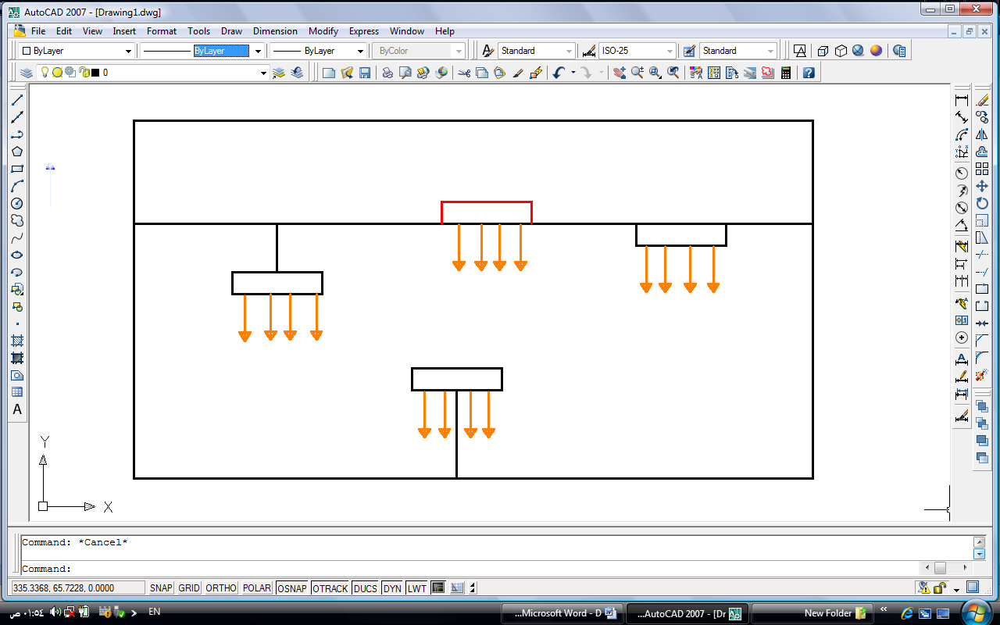 AutoCAD 2007 - [Drawing1.dwg]
File Edit View Insert Format Tools Draw Dimension Modify Express Window Help
ByLayer ByLayer ByLayer ByColor Standard ISO-25 Standard
0
A
Y
X
Command: *Cancel*
Command:
335.3368, 65.7228, 0.0000 SNAP GRID ORTHO POLAR OSNAP OTRACK DUCS DYN LWT
٠١:٥٤ ص EN ...Microsoft Word - D ...AutoCAD 2007 - [Dr New Folder